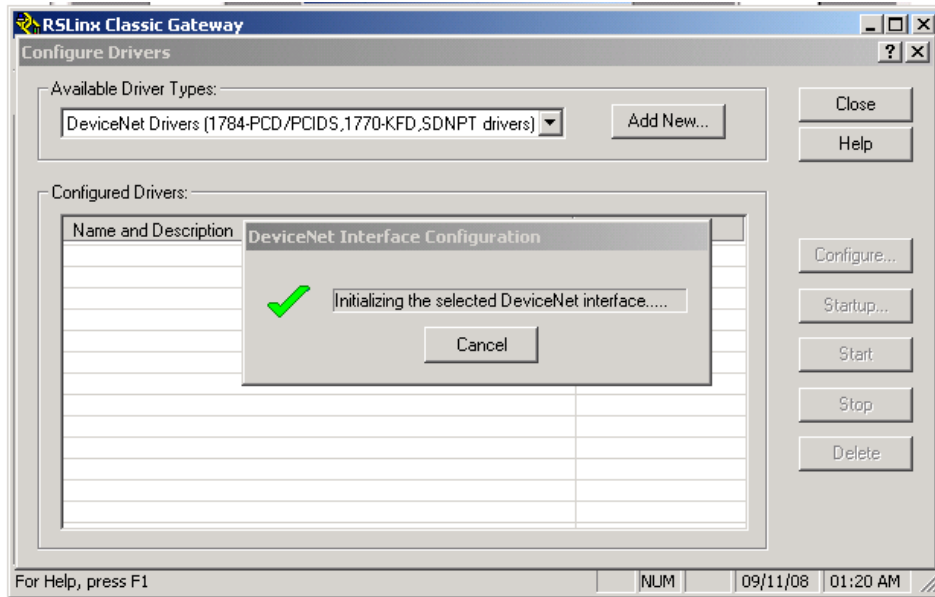 RSLinx Classic Gateway
Configure Drivers
Available Driver Types:
DeviceNet Drivers (1784-PCD/PCIDS,1770-KFD,SDNPT drivers)
Add New...
Close
Help
Configured Drivers:
Name and Description
DeviceNet Interface Configuration
Initializing the selected DeviceNet interface.....
Cancel
Configure...
Startup...
Start
Stop
Delete
For Help, press F1
NUM
09/11/08
01:20 AM